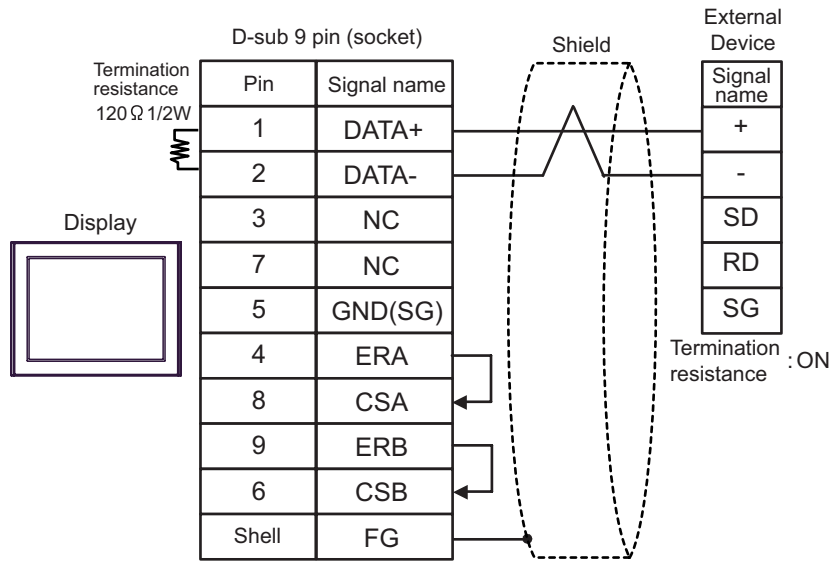 D-sub 9 pin (socket)
Shield
External
Device
Termination
resistance
120Ω 1/2W
Pin Signal name
1 DATA+
2 DATA-
3 NC
7 NC
5 GND(SG)
4 ERA
8 CSA
9 ERB
6 CSB
Shell FG
Display
Signal
name
+
-
SD
RD
SG
Termination
resistance
:ON